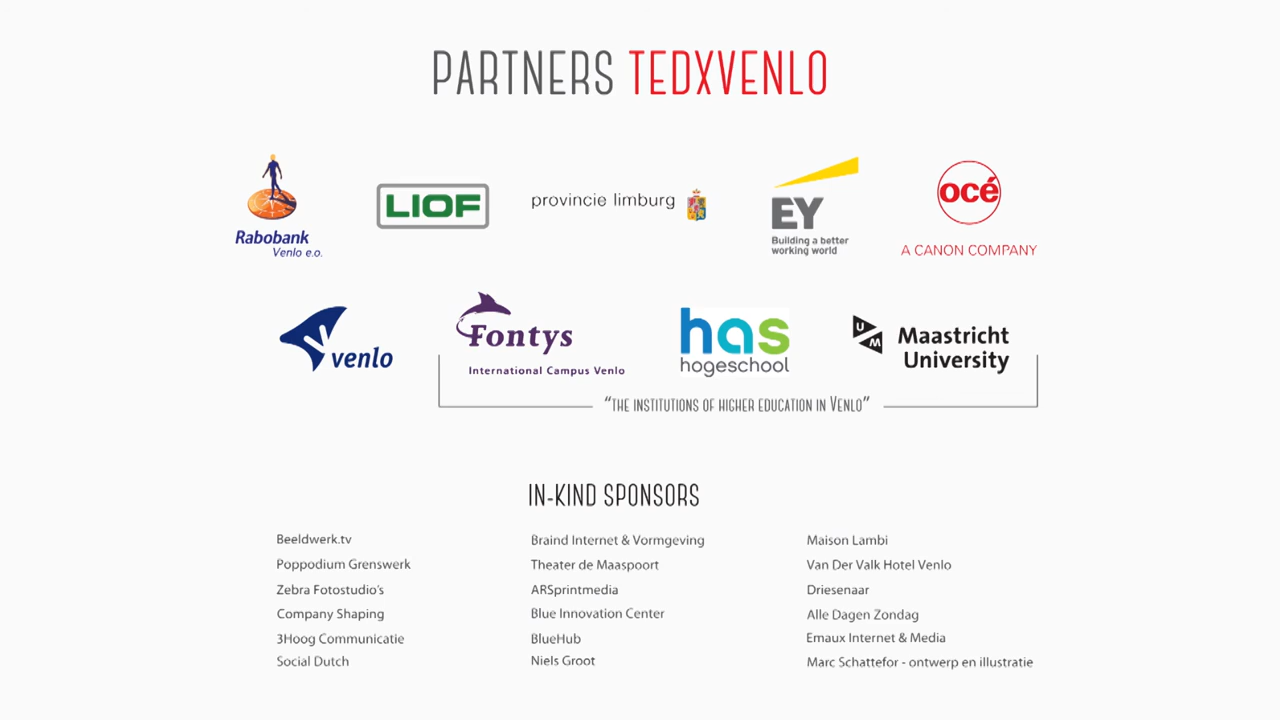 PARTNERS TEDXVENLO
Rabobank
Venlo e.o.
LIOF
provincie limburg
EY
Building a better
working world
océ
A CANON COMPANY
venlo
Fontys
International Campus Venlo
has
hogeschool
UM
Maastricht
University
“THE INSTITUTIONS OF HIGHER EDUCATION IN VENLO”
IN-KIND SPONSORS
Beeldwerk.tv
Poppodium Grenswerk
Zebra Fotostudio's
Company Shaping
3Hoog Communicatie
Social Dutch
Braind Internet & Vormgeving
Theater de Maaspoort
ARSprintmedia
Blue Innovation Center
BlueHub
Niels Groot
Maison Lambi
Van Der Valk Hotel Venlo
Driesenaar
Alle Dagen Zondag
Emaux Internet & Media
Marc Schattefor - ontwerp en illustratie